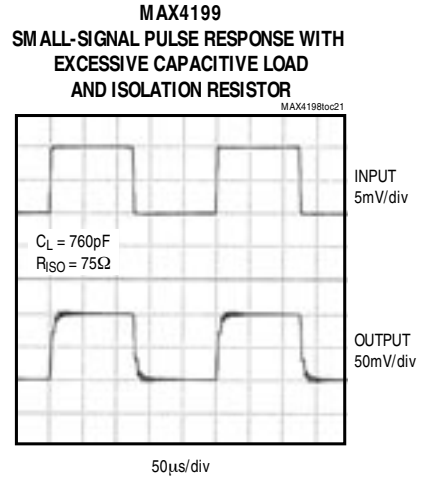 MAX4199
SMALL-SIGNAL PULSE RESPONSE WITH
EXCESSIVE CAPACITIVE LOAD
AND ISOLATION RESISTOR
MAX4198toc21
INPUT
5mV/div
CL = 760pF
RISO = 75Ω
OUTPUT
50mV/div
50μs/div